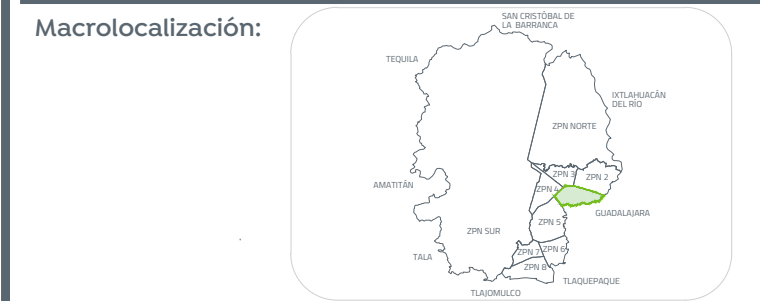 Macrolocalización:
SAN CRISTÓBAL DE
LA BARRANCA
TEQUILA
IXTLAHUACÁN
DEL RÍO
ZPN NORTE
ZPN 3
ZPN 2
AMATITÁN
ZPN 4
GUADALAJARA
ZPN 5
ZPN SUR
ZPN 7
ZPN 6
TALA
ZPN 8
TLAQUEPAQUE
TLAJOMULCO